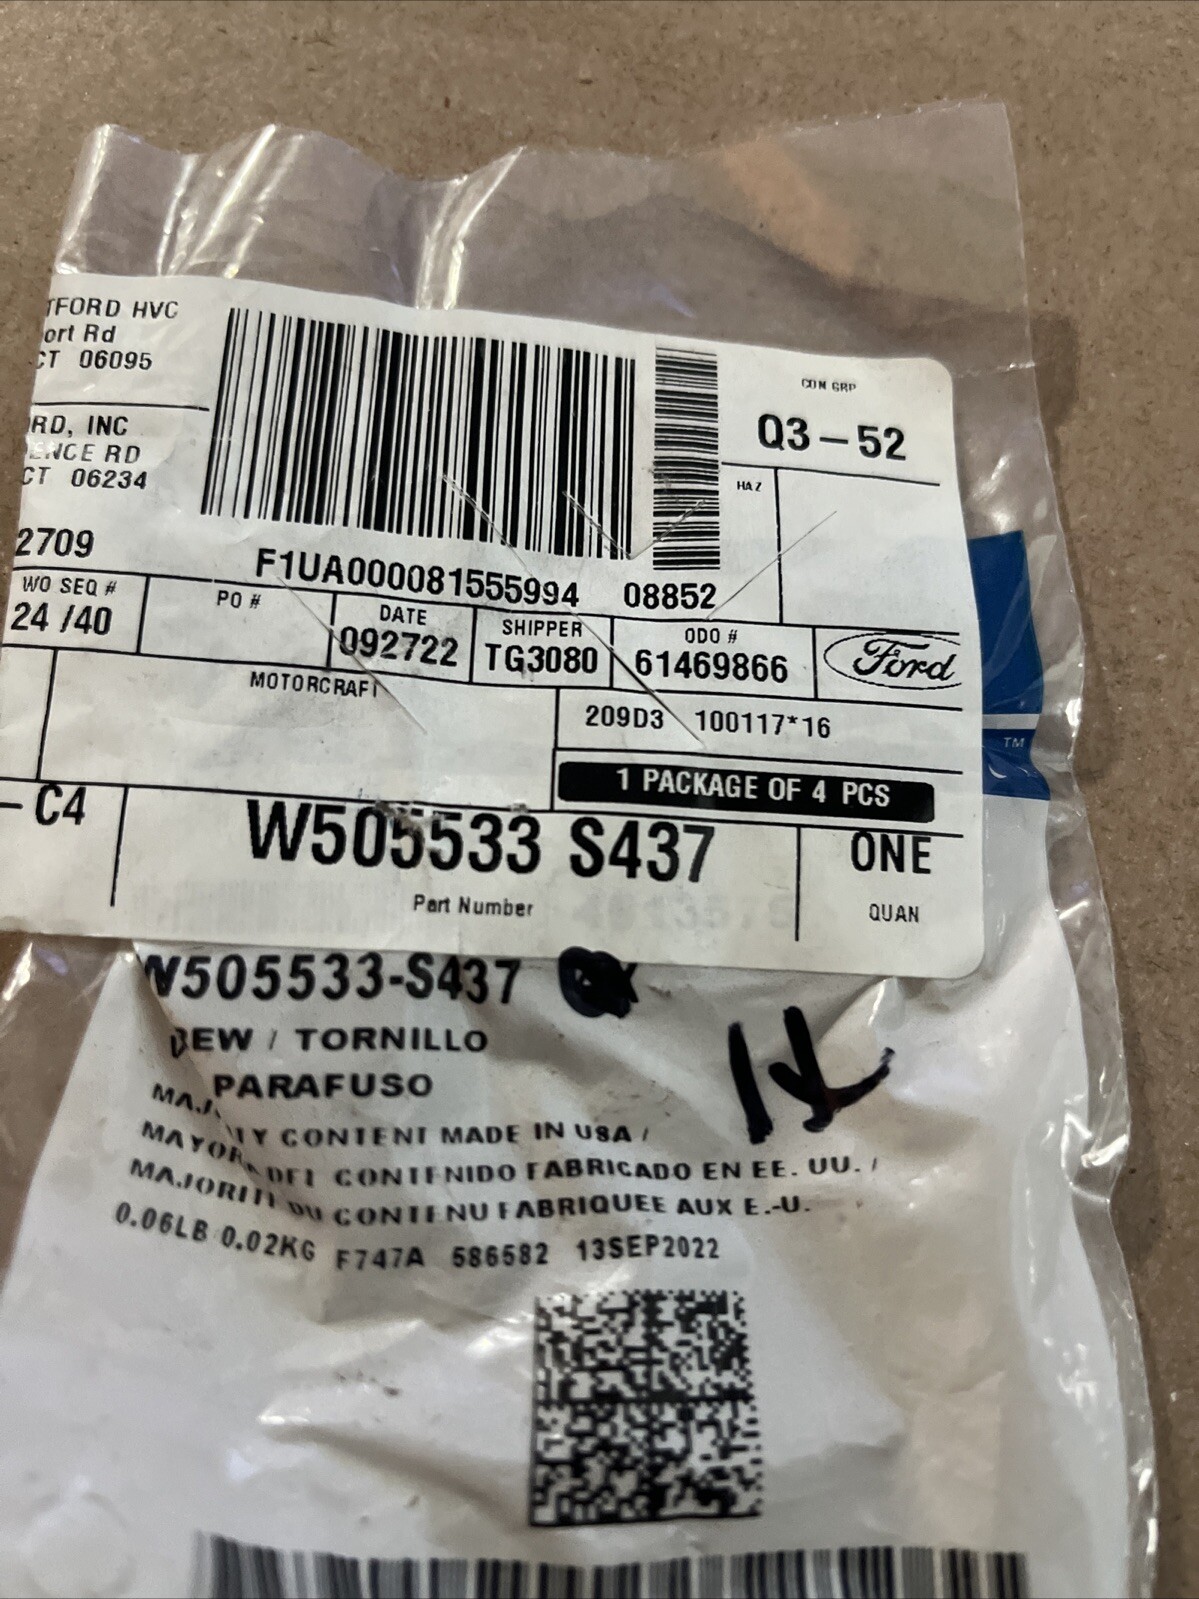 TFORD HVC
ort Rd
CT 06095
RD, INC
ENCE RD
CT 06234
2709
F1UA000081555994 08852
CON GRP
Q3-52
HAZ
WO SEQ #
24 /40
PO #
DATE
092722
SHIPPER
TG3080
ODO #
61469866
Ford
MOTORCRAFT
209D3 100117*16
TM
1 PACKAGE OF 4 PCS
-C4
W505533 S437
Part Number
ONE
QUAN
W505533-S437
EW / TORNILLO
PARAFUSO
MAJ TY CONTENT MADE IN USA /
MAYOR DEL CONTENIDO FABRICADO EN EE. UU. /
MAJORITE DU CONTENU FABRIQUEE AUX E.-U.
0.06LB 0.02KG F747A 586582 13SEP2022